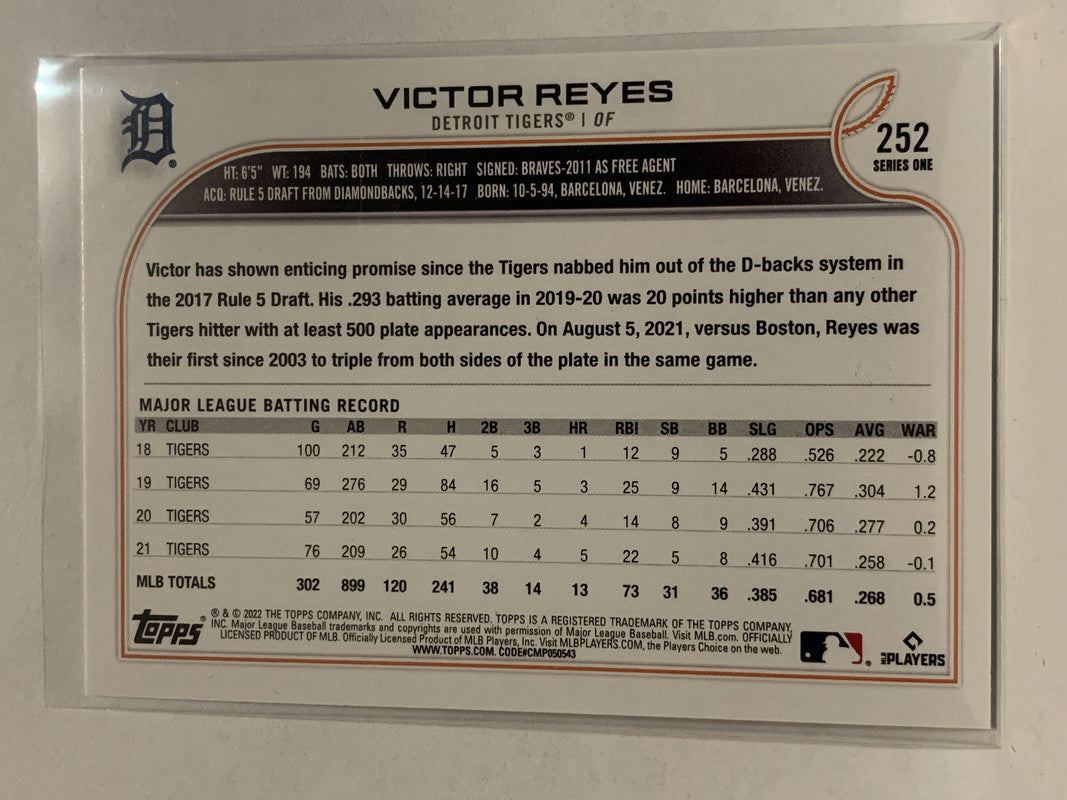 VICTOR REYES
DETROIT TIGERS® | OF
D
252
SERIES ONE
HT: 6'5" WT: 194 BATS: BOTH THROWS: RIGHT SIGNED: BRAVES-2011 AS FREE AGENT
ACQ: RULE 5 DRAFT FROM DIAMONDBACKS, 12-14-17 BORN: 10-5-94, BARCELONA, VENEZ. HOME: BARCELONA, VENEZ.
Victor has shown enticing promise since the Tigers nabbed him out of the D-backs system in
the 2017 Rule 5 Draft. His .293 batting average in 2019-20 was 20 points higher than any other
Tigers hitter with at least 500 plate appearances. On August 5, 2021, versus Boston, Reyes was
their first since 2003 to triple from both sides of the plate in the same game.
MAJOR LEAGUE BATTING RECORD
YR CLUB G AB R H 2B 3B HR RBI SB BB SLG OPS AVG WAR
18 TIGERS 100 212 35 47 5 3 1 12 9 5 .288 .526 .222 -0.8
19 TIGERS 69 276 29 84 16 5 3 25 9 14 .431 .767 .304 1.2
20 TIGERS 57 202 30 56 7 2 4 14 8 9 .391 .706 .277 0.2
21 TIGERS 76 209 26 54 10 4 5 22 5 8 .416 .701 .258 -0.1
MLB TOTALS 302 899 120 241 38 14 13 73 31 36 .385 .681 .268 0.5
Topps
® & © 2022 THE TOPPS COMPANY, INC. ALL RIGHTS RESERVED. TOPPS IS A REGISTERED TRADEMARK OF THE TOPPS COMPANY,
INC. Major League Baseball trademarks and copyrights are used with permission of Major League Baseball. Visit MLB.com. OFFICIALLY
LICENSED PRODUCT OF MLB. Officially Licensed Product of MLB Players, Inc. Visit MLBPLAYERS.COM, the Players Choice on the web.
WWW.TOPPS.COM. CODE#CMP050543
MLB PLAYERS